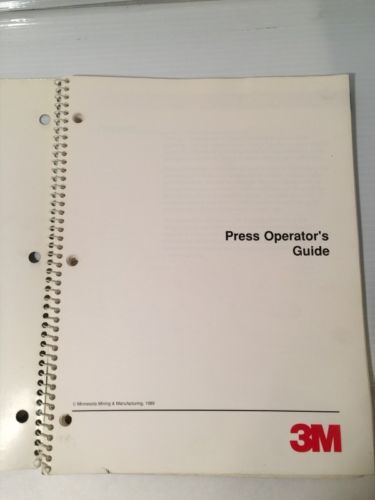 Press Operator's
Guide
© Minnesota Mining & Manufacturing, 1989
3M